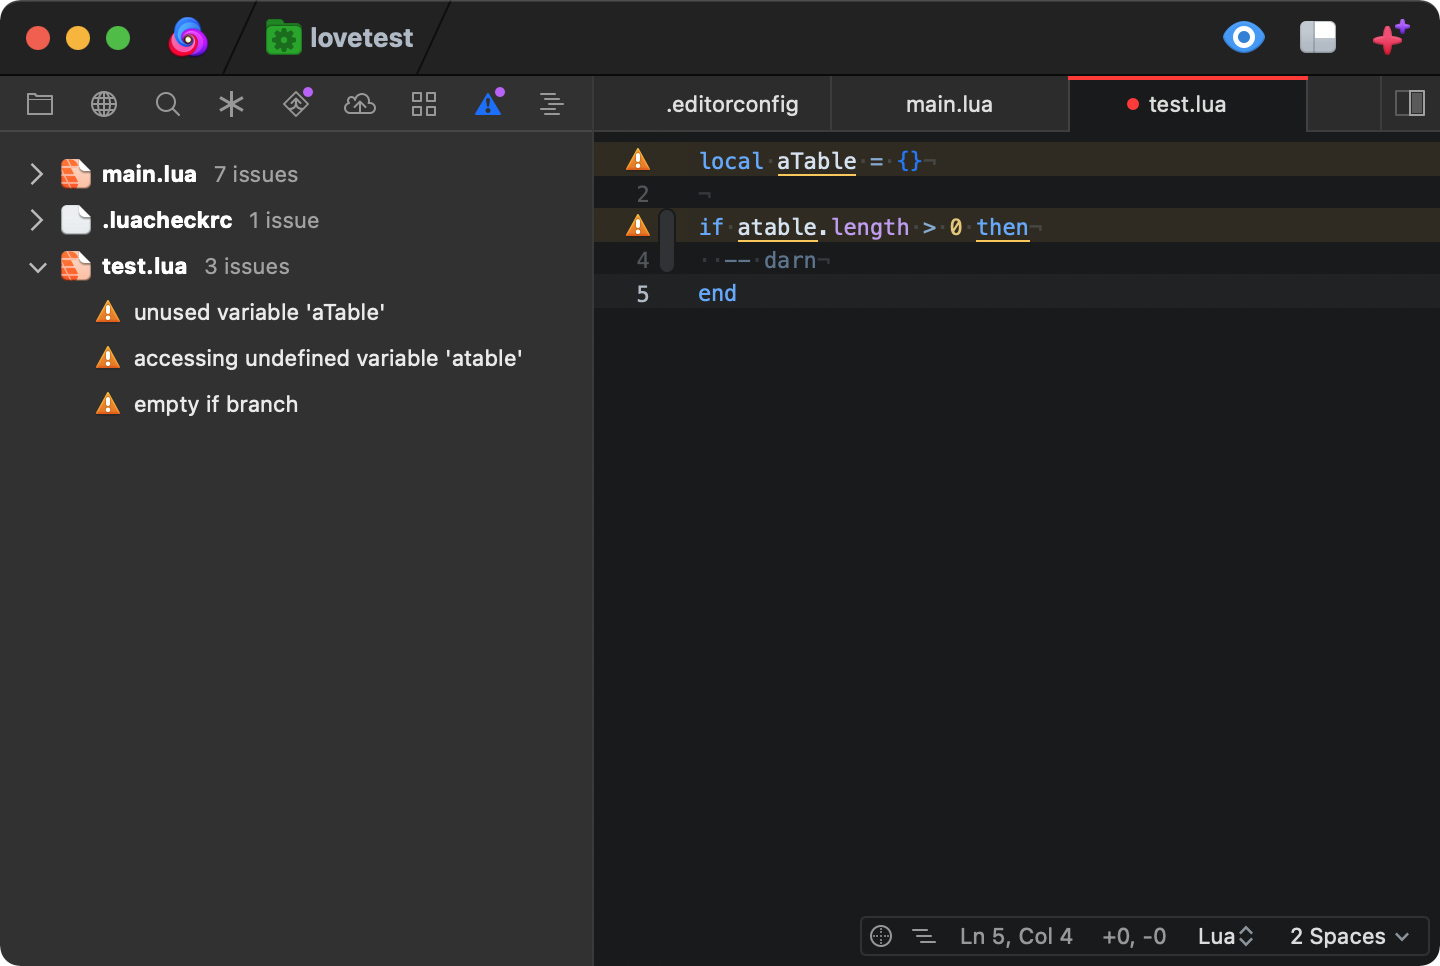 lovetest
.editorconfig
main.lua
test.lua
main.lua 7 issues
.luacheckrc 1 issue
test.lua 3 issues
unused variable 'aTable'
accessing undefined variable 'atable'
empty if branch
local·aTable·=·{}¬
2 ¬
if·atable.length·>·0·then¬
4 ··--·darn¬
5 end
Ln 5, Col 4 +0, -0 Lua 2 Spaces